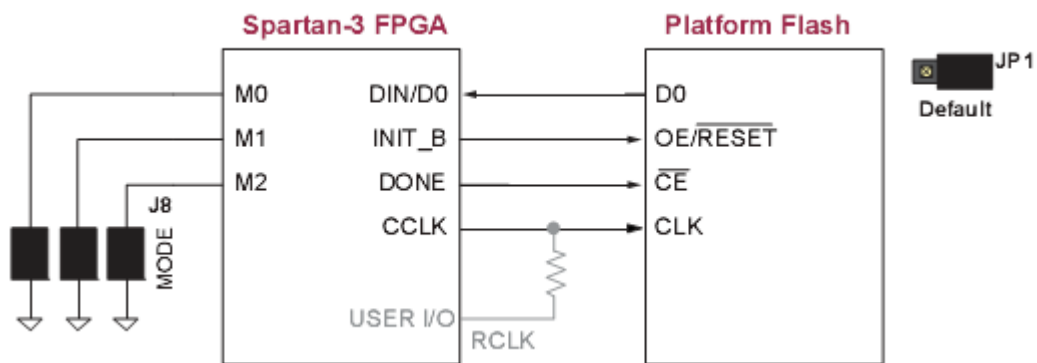 Spartan-3 FPGA
Platform Flash
M0
DIN/D0
D0
JP1
Default
M1
INIT_B
OE/RESET
M2
DONE
CE
J8
MODE
CCLK
CLK
USER I/O
RCLK